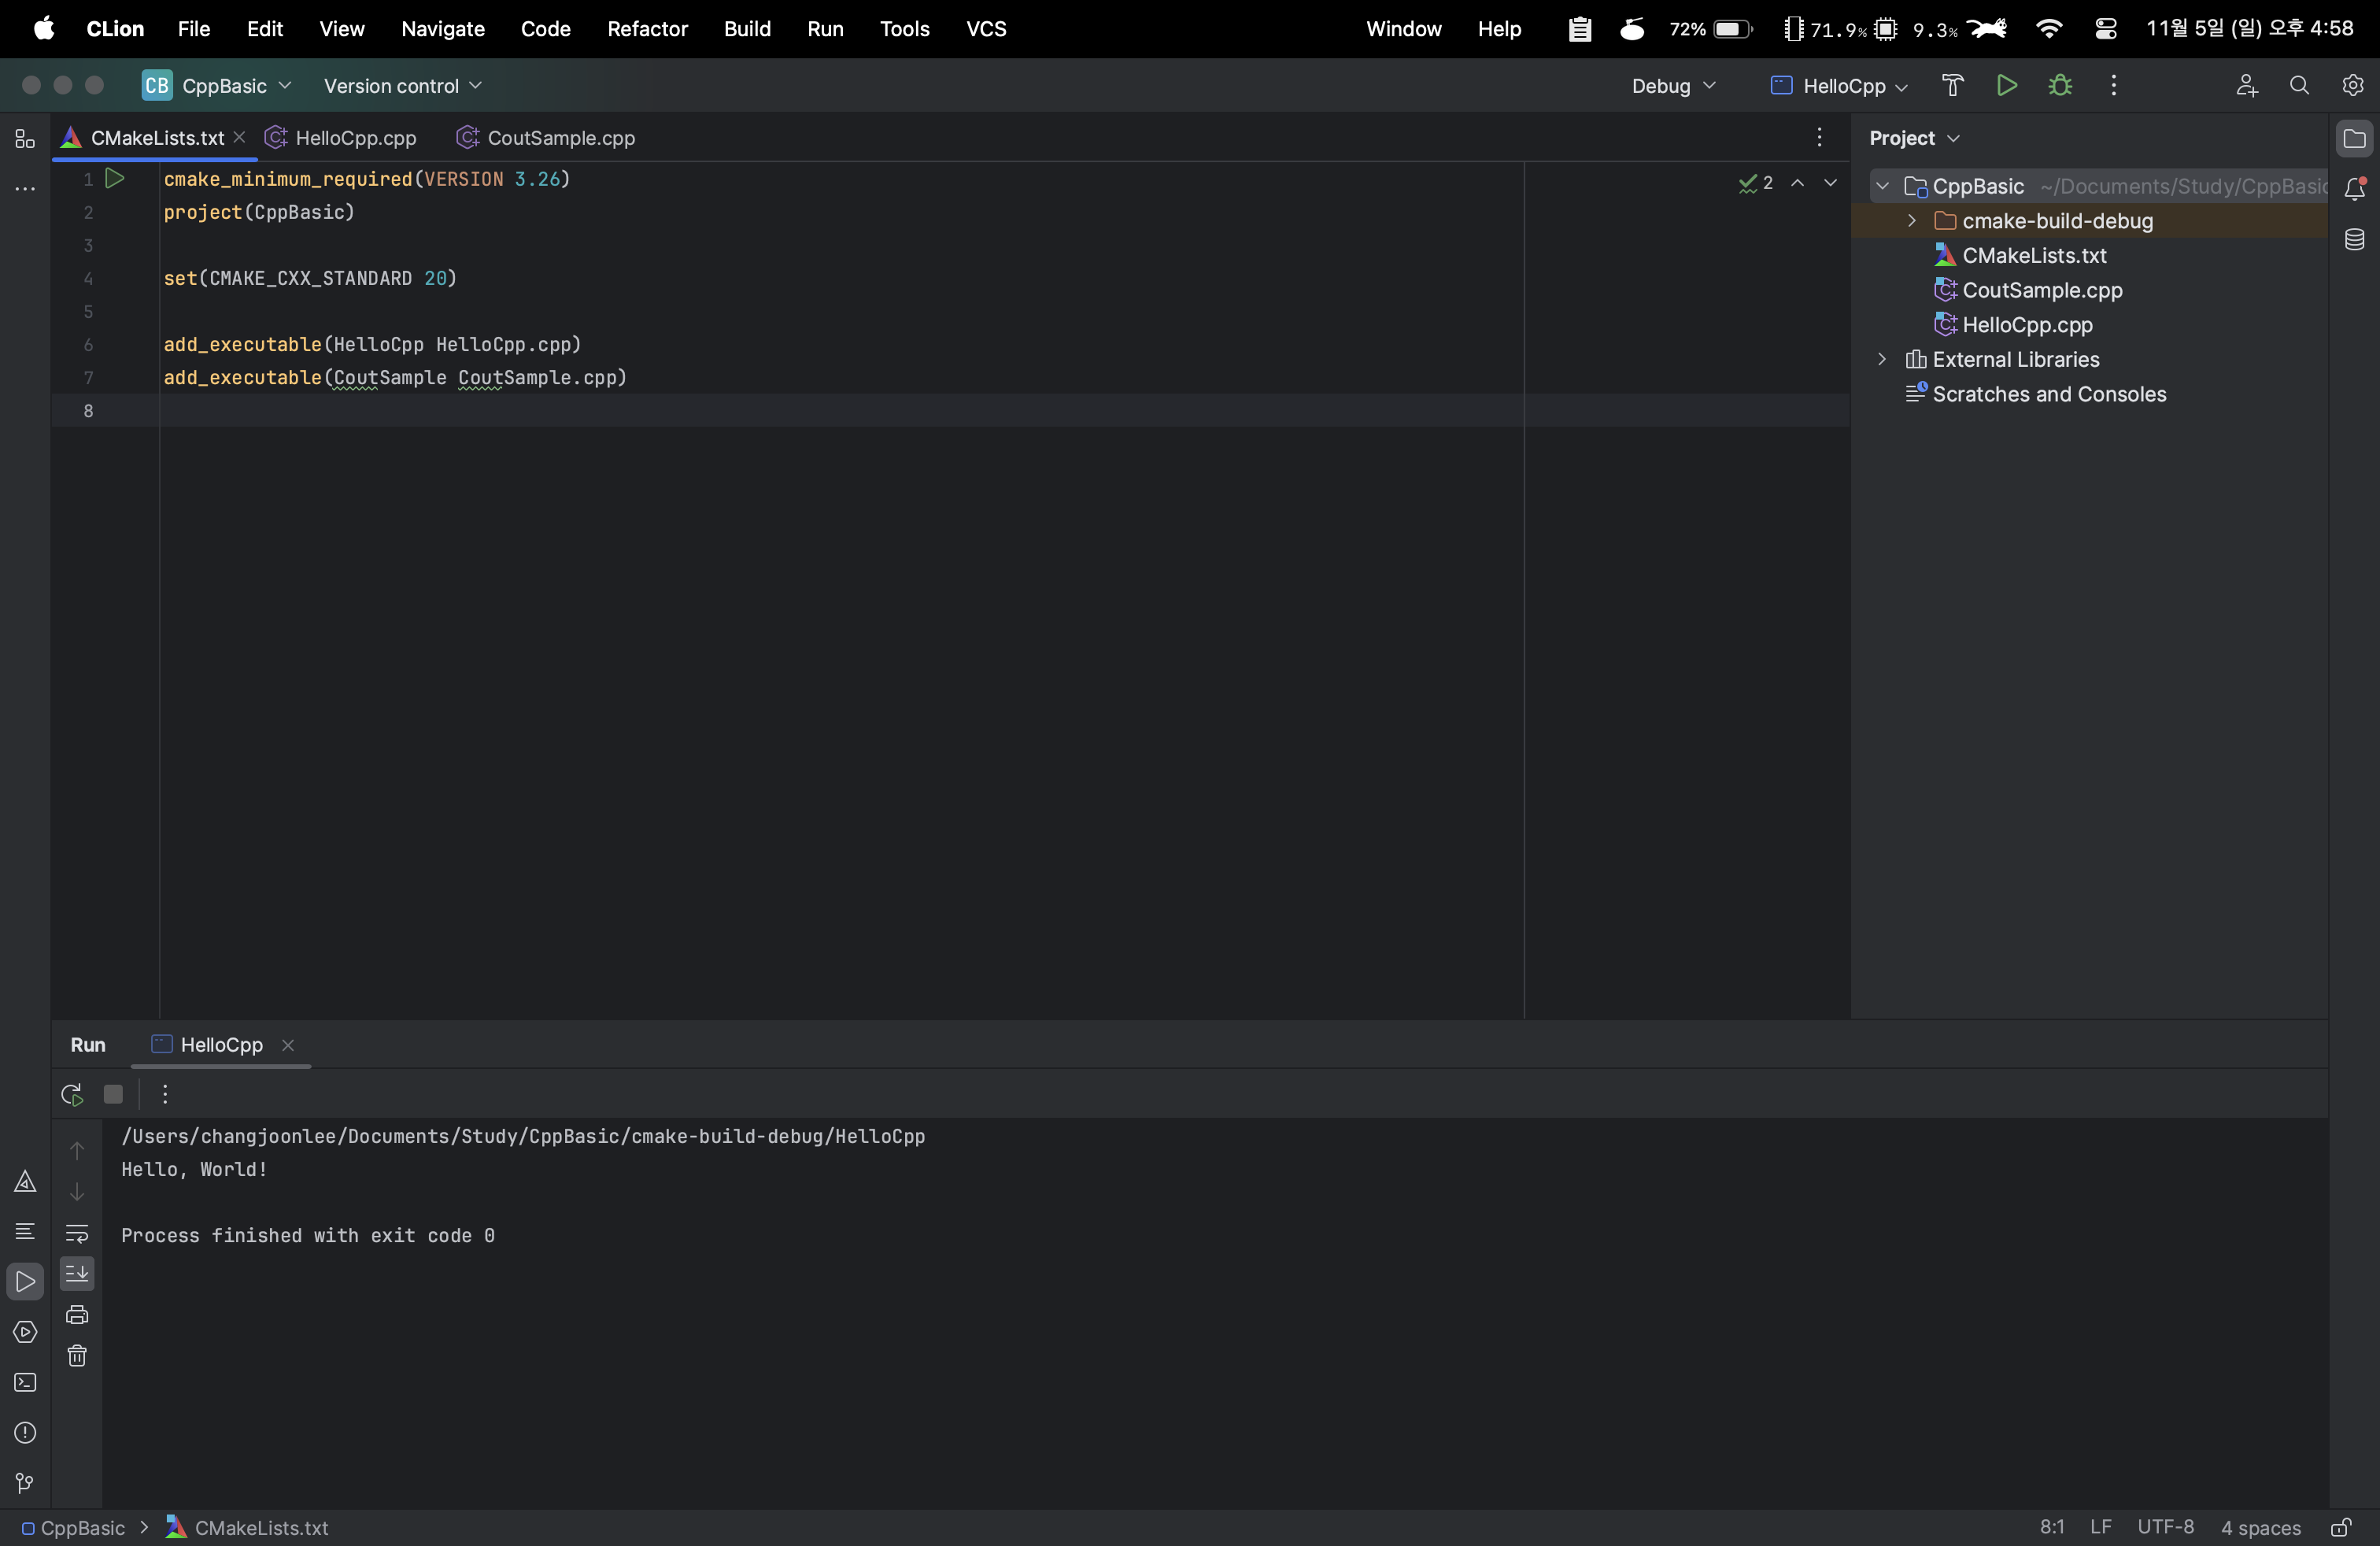 CLion File Edit View Navigate Code Refactor Build Run Tools VCS Window Help 72% 71.9% 9.3% 11월 5일 (일) 오후 4:58
CB CppBasic Version control Debug HelloCpp
CMakeLists.txt HelloCpp.cpp CoutSample.cpp
1 cmake_minimum_required(VERSION 3.26)
2 project(CppBasic)
3
4 set(CMAKE_CXX_STANDARD 20)
5
6 add_executable(HelloCpp HelloCpp.cpp)
7 add_executable(CoutSample CoutSample.cpp)
8
2
Project
CppBasic ~/Documents/Study/CppBasic
cmake-build-debug
CMakeLists.txt
CoutSample.cpp
HelloCpp.cpp
External Libraries
Scratches and Consoles
Run HelloCpp
/Users/changjoonlee/Documents/Study/CppBasic/cmake-build-debug/HelloCpp
Hello, World!
Process finished with exit code 0
CppBasic CMakeLists.txt 8:1 LF UTF-8 4 spaces